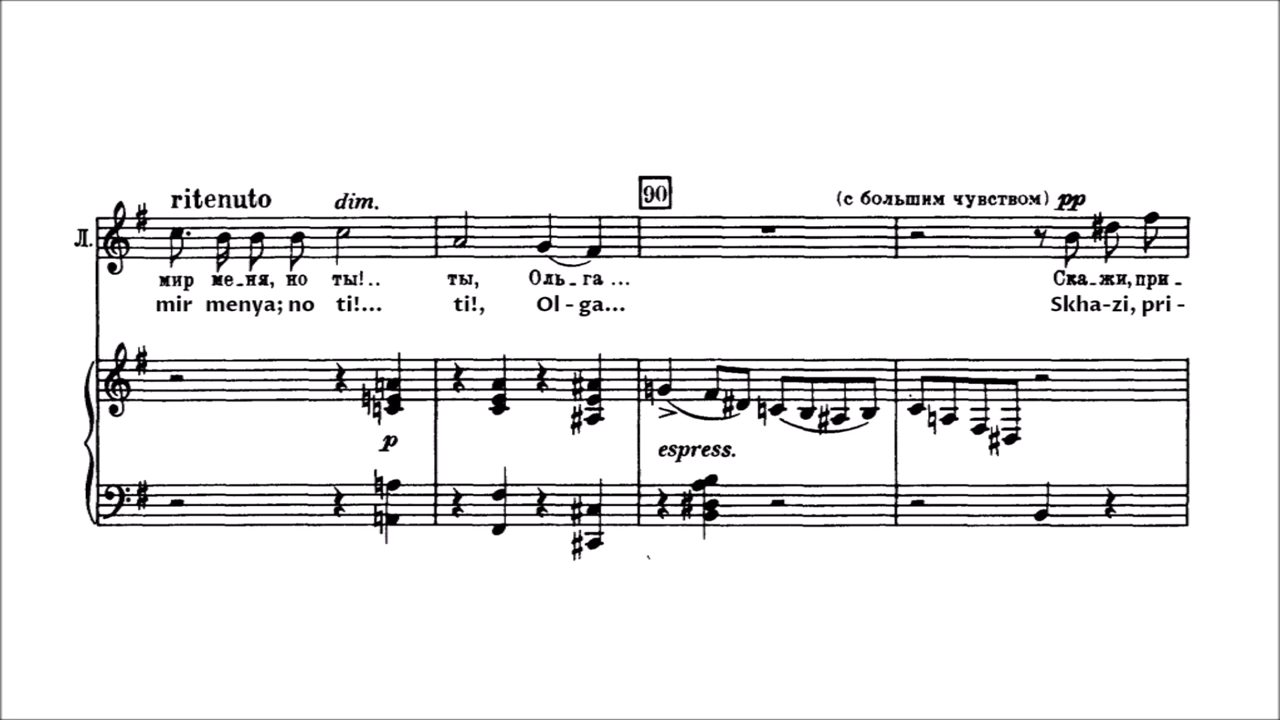 ritenuto dim. 90 (с большим чувством) pp
Л.
мир ме-ня, но ты!.. ты, Оль-га ... Ска-жи, при-
mir menya; no ti!... ti!, Ol-ga... Skha-zi, pri-
p espress.